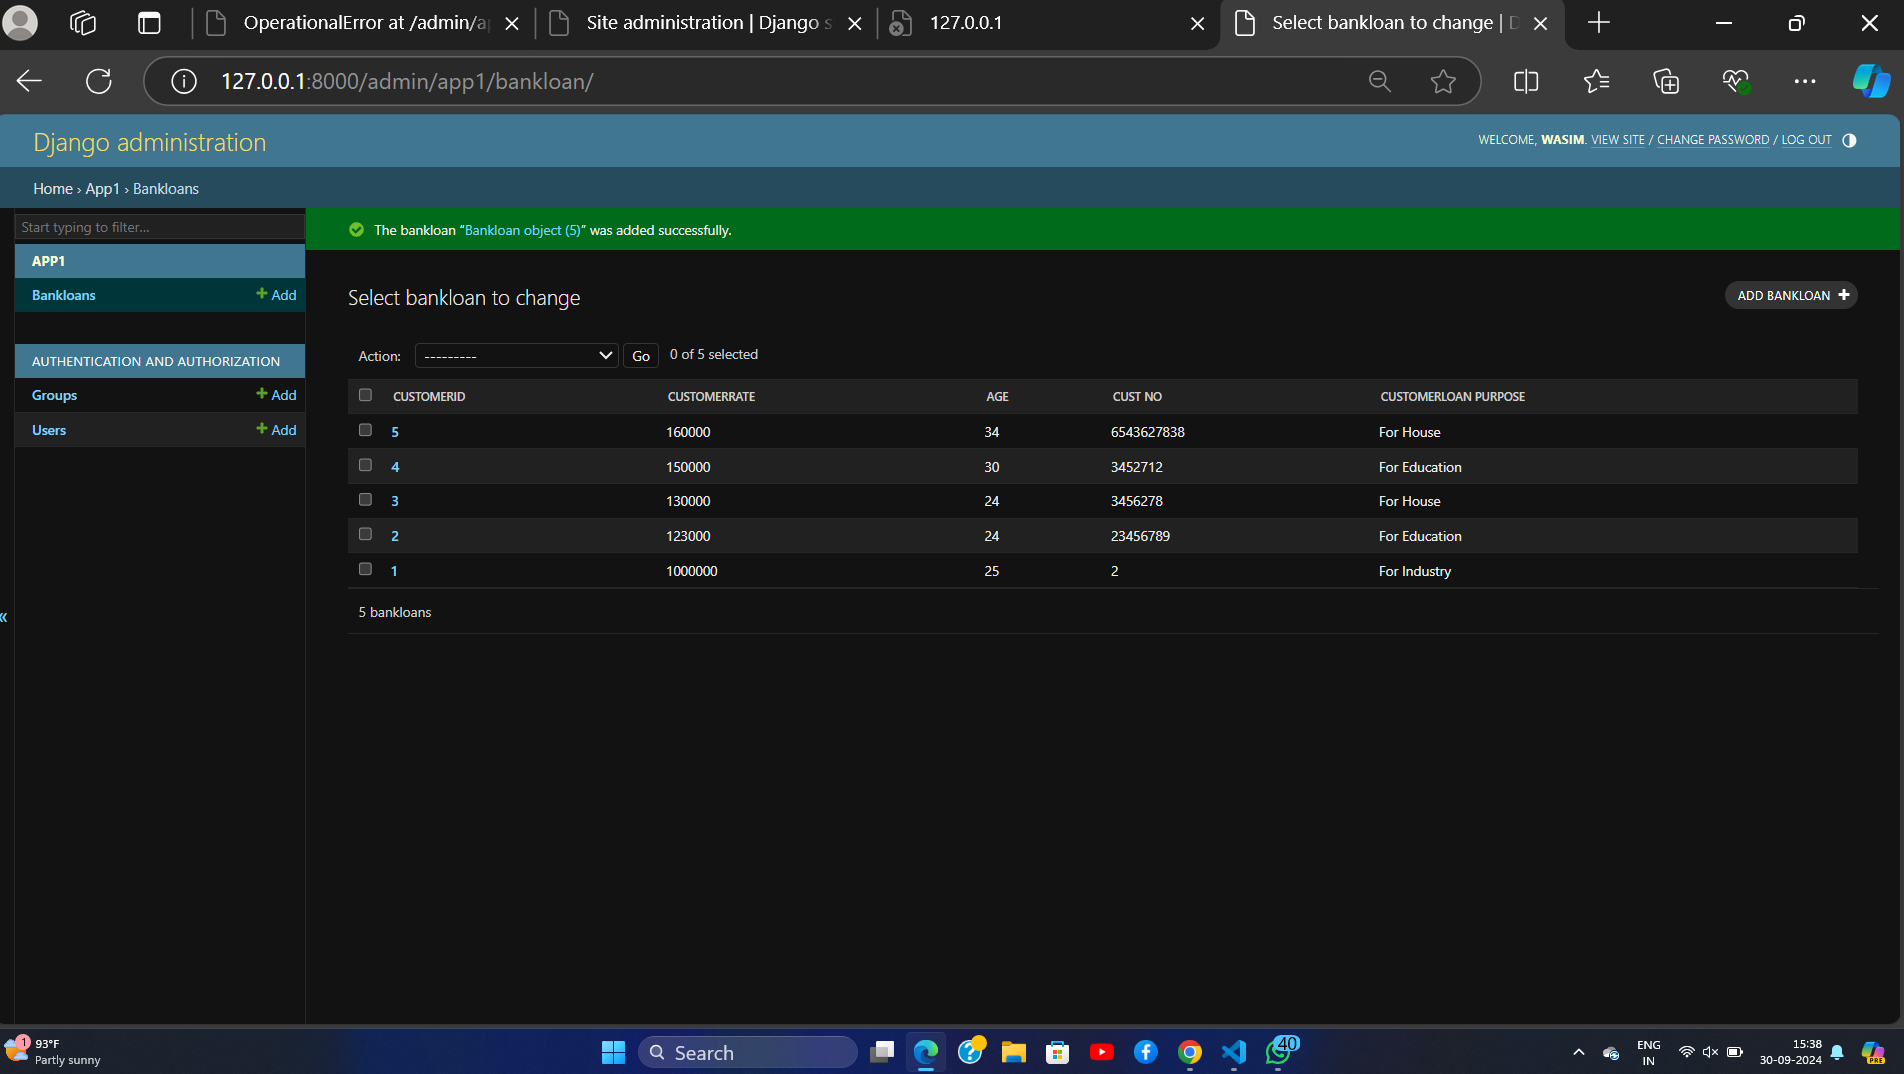 OperationalError at /admin/a
Site administration | Django s
127.0.0.1
Select bankloan to change | D
127.0.0.1:8000/admin/app1/bankloan/
Django administration
WELCOME, WASIM. VIEW SITE / CHANGE PASSWORD / LOG OUT
Home › App1 › Bankloans
Start typing to filter...
The bankloan “Bankloan object (5)” was added successfully.
APP1
Bankloans + Add
Select bankloan to change
ADD BANKLOAN +
AUTHENTICATION AND AUTHORIZATION
Groups + Add
Users + Add
Action: --------- Go 0 of 5 selected
CUSTOMERID CUSTOMERRATE AGE CUST NO CUSTOMERLOAN PURPOSE
5 160000 34 6543627838 For House
4 150000 30 3452712 For Education
3 130000 24 3456278 For House
2 123000 24 23456789 For Education
1 1000000 25 2 For Industry
5 bankloans
«
1
93°F
Partly sunny
Search
40
ENG
IN
15:38
30-09-2024
PRE